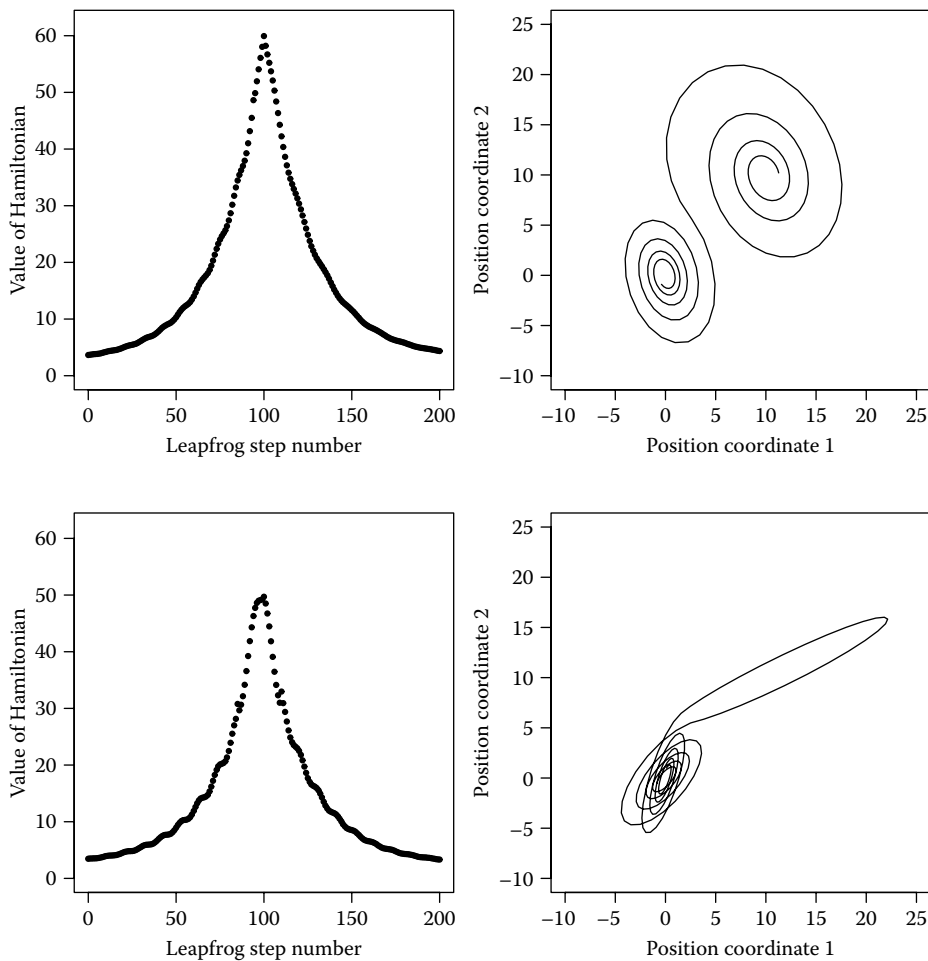 60
50
40
30
20
10
0
Value of Hamiltonian
0 50 100 150 200
Leapfrog step number
25
20
15
10
5
0
−5
−10
Position coordinate 2
−10 −5 0 5 10 15 20 25
Position coordinate 1
60
50
40
30
20
10
0
Value of Hamiltonian
0 50 100 150 200
Leapfrog step number
25
20
15
10
5
0
−5
−10
Position coordinate 2
−10 −5 0 5 10 15 20 25
Position coordinate 1